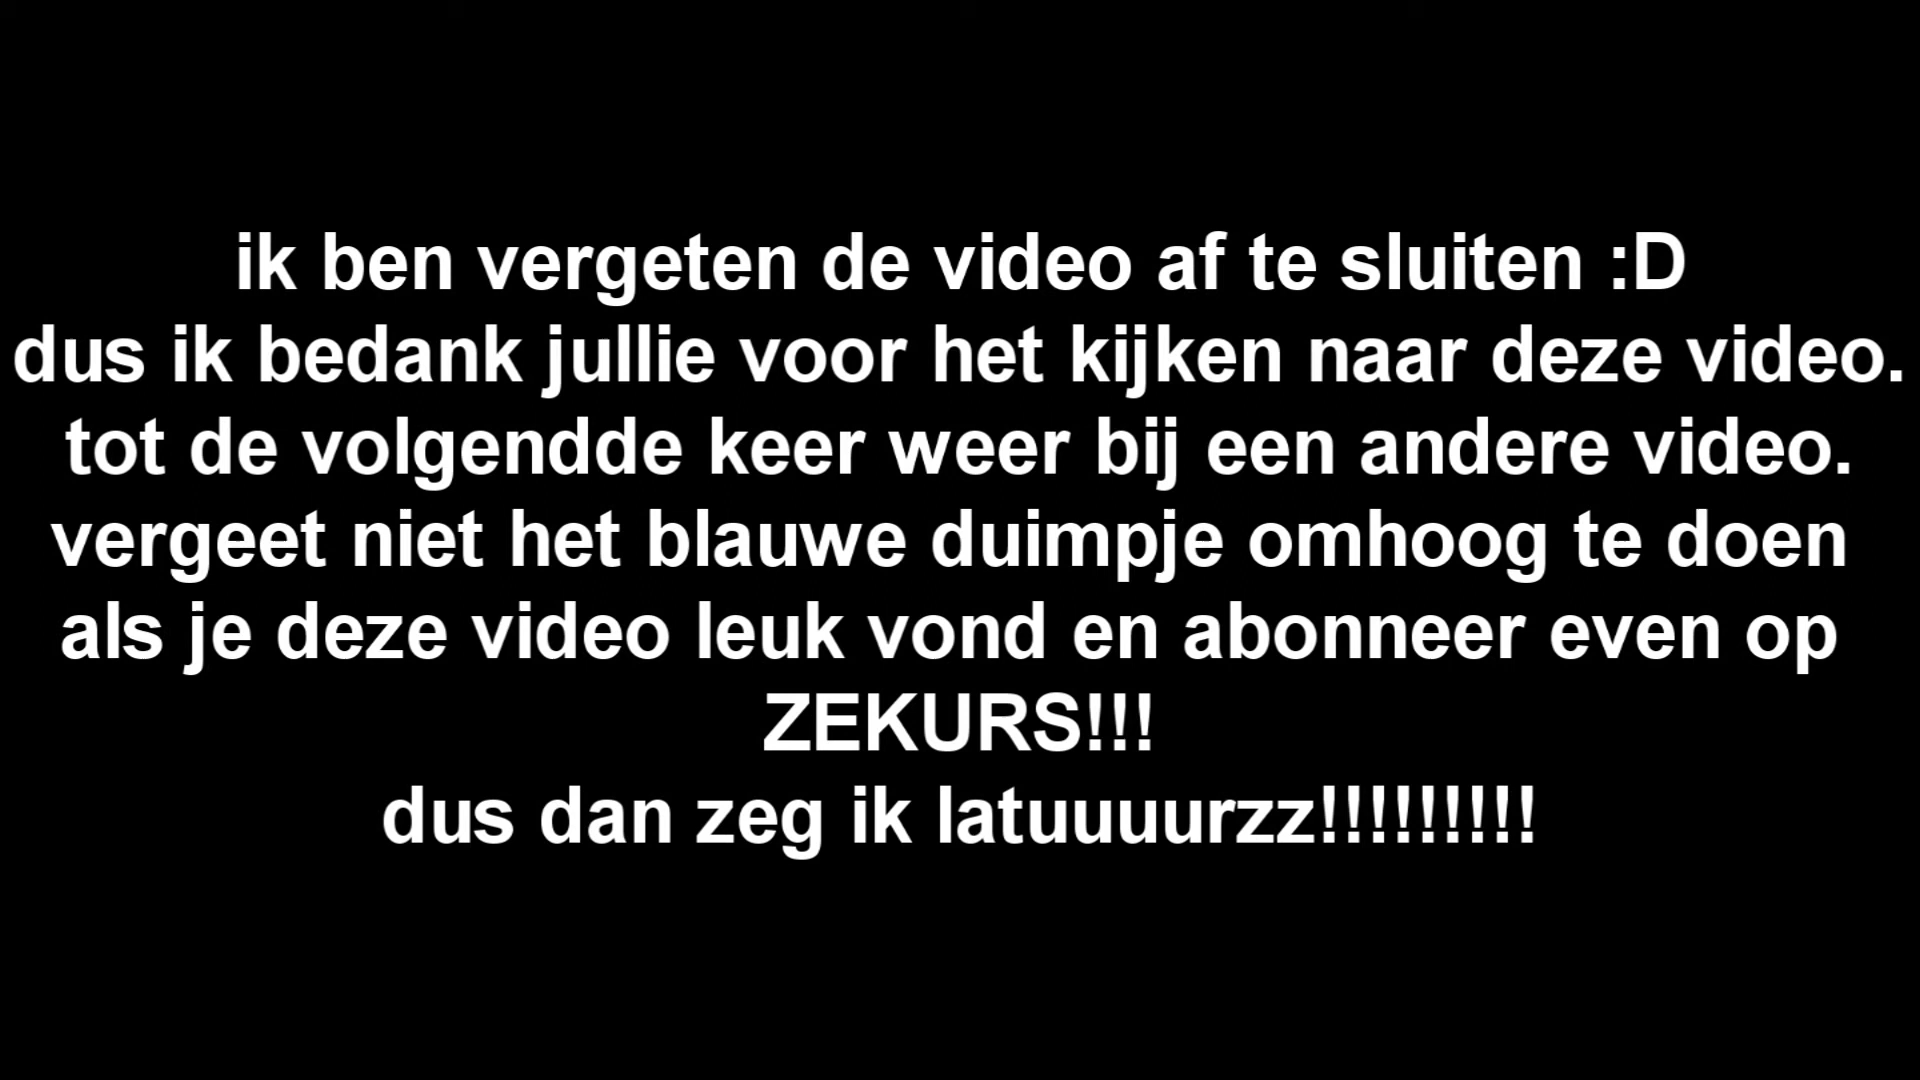 ik ben vergeten de video af te sluiten :D
dus ik bedank jullie voor het kijken naar deze video.
tot de volgendde keer weer bij een andere video.
vergeet niet het blauwe duimpje omhoog te doen
als je deze video leuk vond en abonneer even op
ZEKURS!!!
dus dan zeg ik latuuuurzz!!!!!!!!!